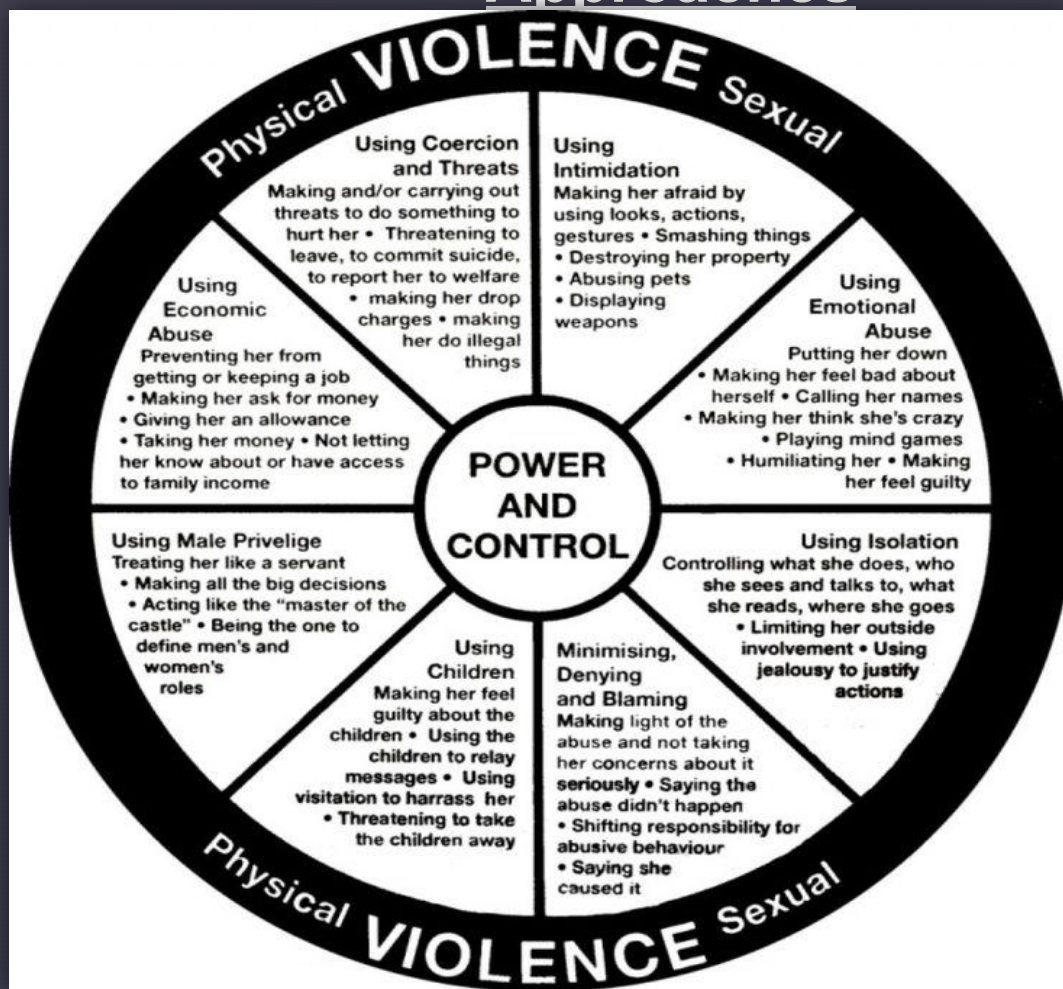 Approaches
Physical VIOLENCE Sexual
Using Coercion
and Threats
Making and/or carrying out
threats to do something to
hurt her • Threatening to
leave, to commit suicide,
to report her to welfare
• making her drop
charges • making
her do illegal
things
Using
Intimidation
Making her afraid by
using looks, actions,
gestures • Smashing things
• Destroying her property
• Abusing pets
• Displaying
weapons
Using
Emotional
Abuse
Putting her down
• Making her feel bad about
herself • Calling her names
• Making her think she's crazy
• Playing mind games
• Humiliating her • Making
her feel guilty
Using Isolation
Controlling what she does, who
she sees and talks to, what
she reads, where she goes
• Limiting her outside
involvement • Using
jealousy to justify
actions
Minimising,
Denying
and Blaming
Making light of the
abuse and not taking
her concerns about it
seriously • Saying the
abuse didn't happen
• Shifting responsibility for
abusive behaviour
• Saying she
caused it
Using
Children
Making her feel
guilty about the
children • Using the
children to relay
messages • Using
visitation to harrass her
• Threatening to take
the children away
Using Male Privelige
Treating her like a servant
• Making all the big decisions
• Acting like the "master of the
castle" • Being the one to
define men's and
women's
roles
Using
Economic
Abuse
Preventing her from
getting or keeping a job
• Making her ask for money
• Giving her an allowance
• Taking her money • Not letting
her know about or have access
to family income
POWER
AND
CONTROL
Physical VIOLENCE Sexual